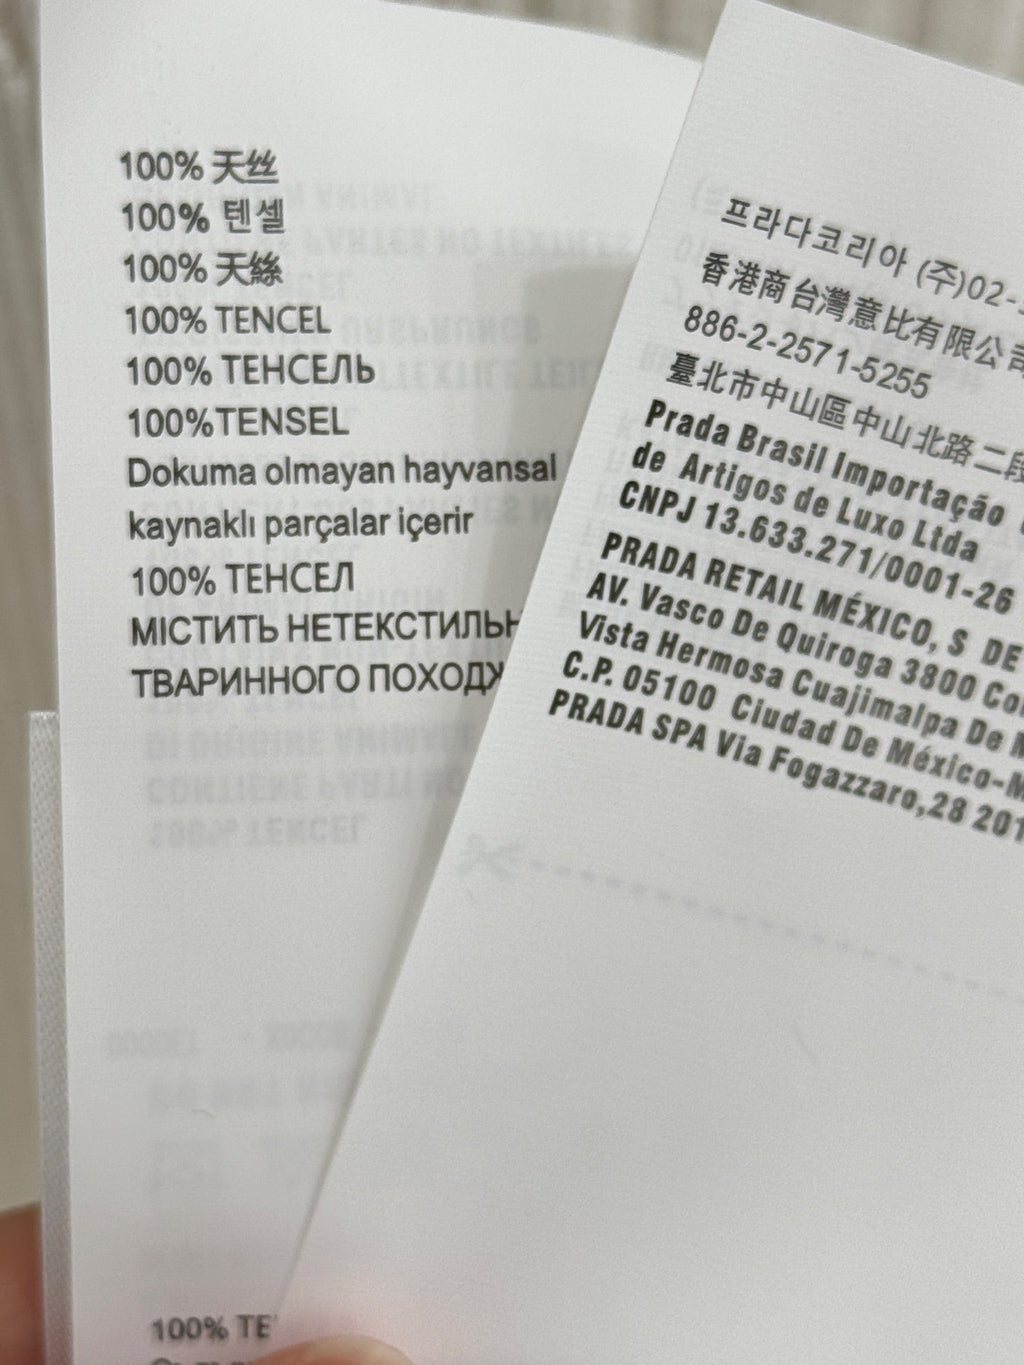 100% 天丝
100% 텐셀
100% 天絲
100% TENCEL
100% ТЕНСЕЛЬ
100%TENSEL
Dokuma olmayan hayvansal
kaynaklı parçalar içerir
100% ТЕНСЕЛ
МІСТИТЬ НЕТЕКСТИЛЬН
ТВАРИННОГО ПОХОДЖ
100% TE
프라다코리아 (주)02-
香港商台灣意比有限公司
886-2-2571-5255
臺北市中山區中山北路二段
Prada Brasil Importação
de Artigos de Luxo Ltda
CNPJ 13.633.271/0001-26
PRADA RETAIL MÉXICO, S DE
AV. Vasco De Quiroga 3800 Co
Vista Hermosa Cuajimalpa De M
C.P. 05100 Ciudad De México-M
PRADA SPA Via Fogazzaro,28 201